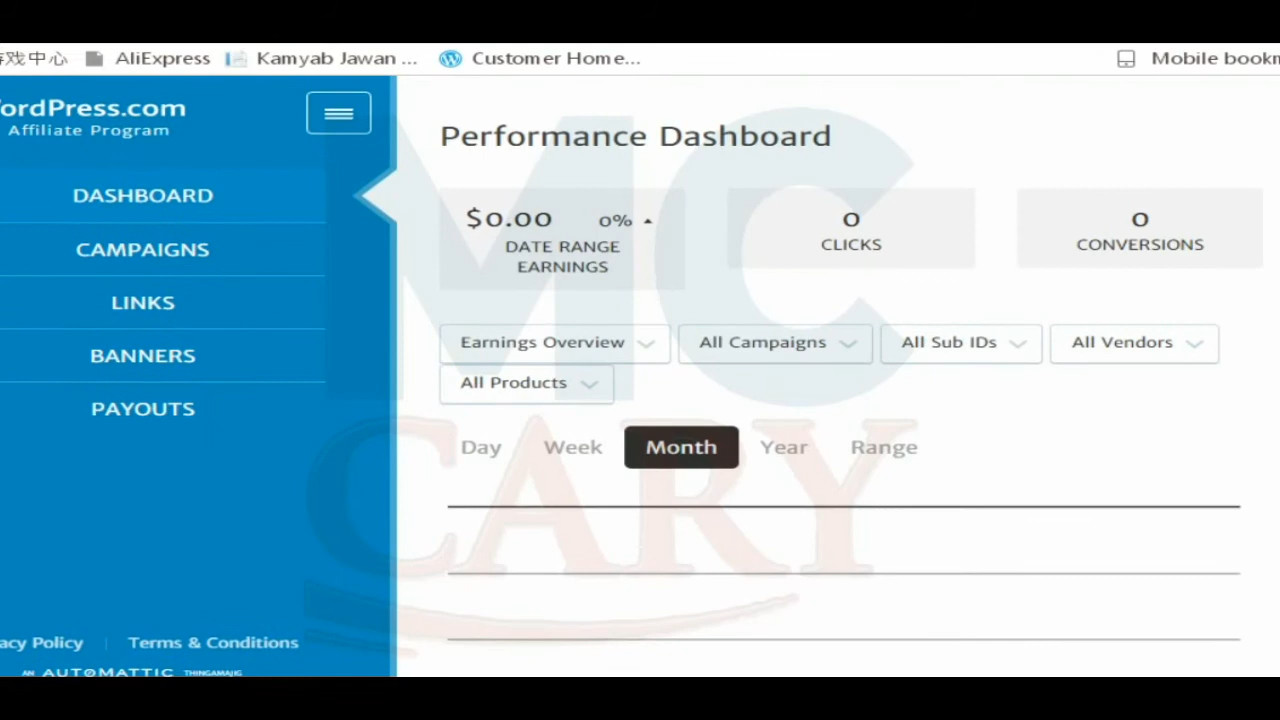 戏中心 AliExpress Kamyab Jawan ... Customer Home... Mobile bookm
ordPress.com
Affiliate Program
Performance Dashboard
DASHBOARD
CAMPAIGNS
LINKS
BANNERS
PAYOUTS
$0.00 0%
DATE RANGE
EARNINGS
0
CLICKS
0
CONVERSIONS
Earnings Overview All Campaigns All Sub IDs All Vendors
All Products
Day Week Month Year Range
MC
CARY
acy Policy | Terms & Conditions
AN AUTOMATTIC THINGAMAJIG